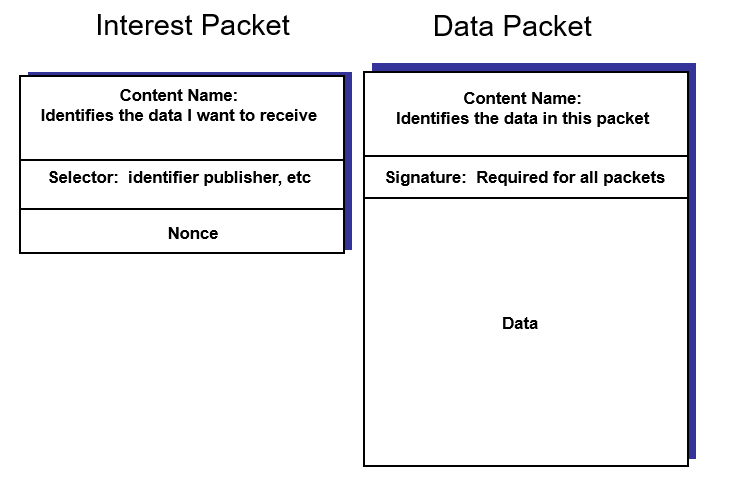 Interest Packet
Content Name:
Identifies the data I want to receive
Selector:  identifier publisher, etc
Nonce
Data Packet
Content Name:
Identifies the data in this packet
Signature:  Required for all packets
Data